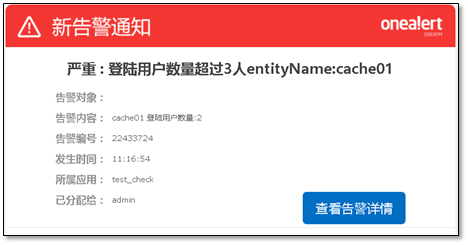 新告警通知
onealert
ONEAPM
严重：登陆用户数量超过3人entityName:cache01
告警对象：
告警内容： cache01 登陆用户数量:2
告警编号： 22433724
发生时间： 11:16:54
所属应用： test_check
已分配给： admin
查看告警详情